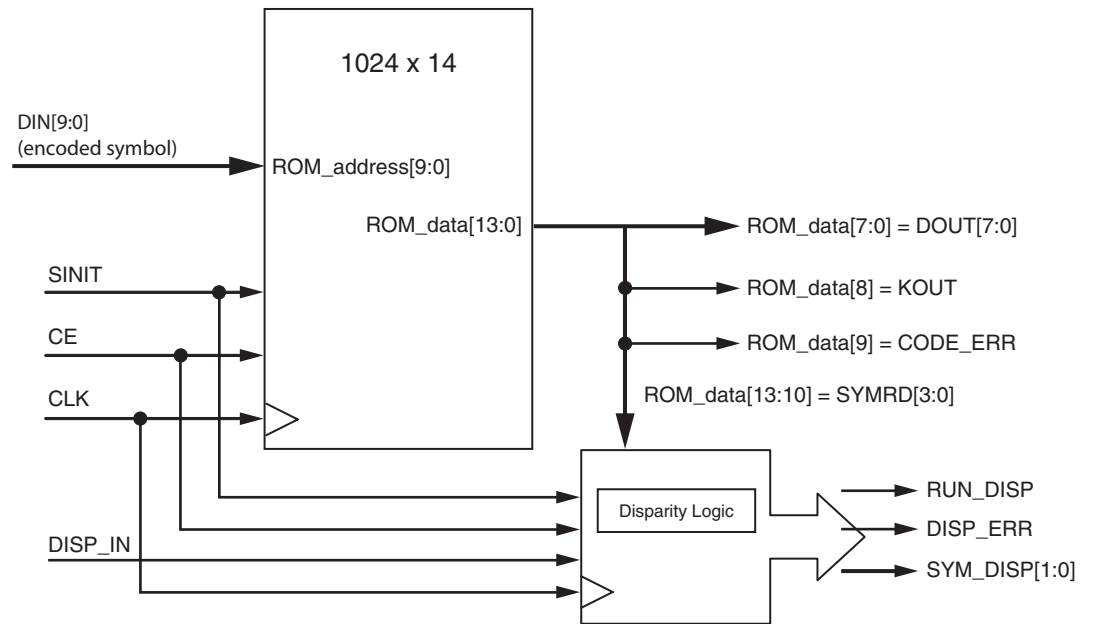 1024 x 14
DIN[9:0]
(encoded symbol)
ROM_address[9:0]
ROM_data[13:0]
ROM_data[7:0] = DOUT[7:0]
SINIT
ROM_data[8] = KOUT
CE
ROM_data[9] = CODE_ERR
CLK
ROM_data[13:10] = SYMRD[3:0]
Disparity Logic
RUN_DISP
DISP_IN
DISP_ERR
SYM_DISP[1:0]